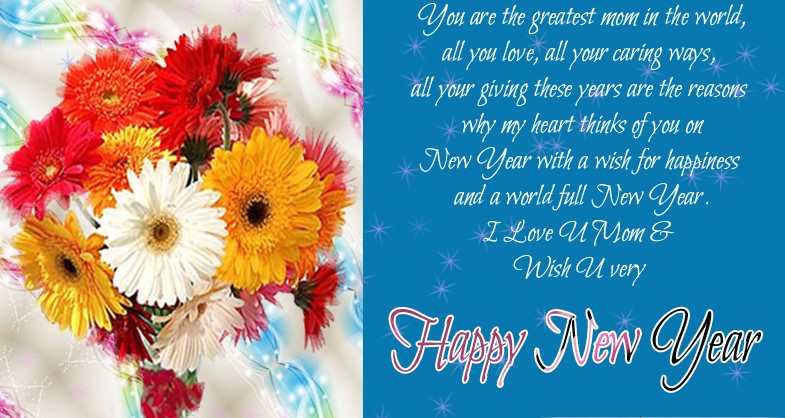 You are the greatest mom in the world,
all you love, all your caring ways,
all your giving these years are the reasons
why my heart thinks of you on
New Year with a wish for happiness
and a world full New Year.
I Love U Mom &
Wish U very
Happy New Year